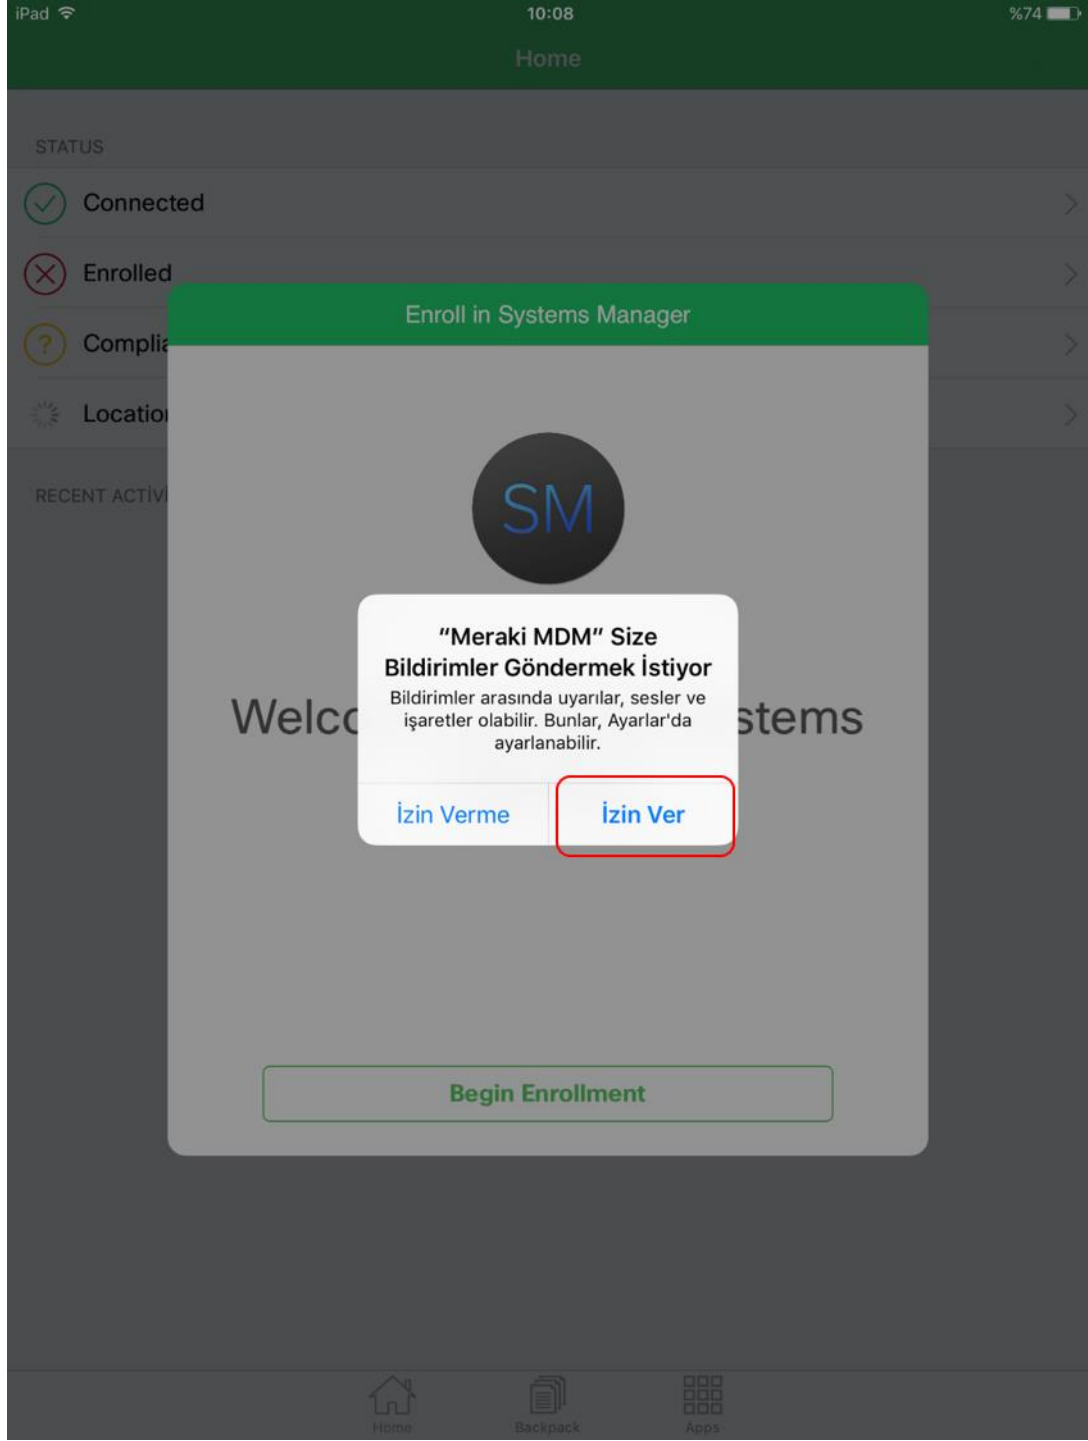 iPad 10:08 %74
Home
STATUS
Connected
Enrolled
Enroll in Systems Manager
Complia
Location
RECENT ACTİVİ
SM
"Meraki MDM" Size
Bildirimler Göndermek İstiyor
Bildirimler arasında uyarılar, sesler ve
işaretler olabilir. Bunlar, Ayarlar'da
ayarlanabilir.
Welco stems
İzin Verme İzin Ver
Begin Enrollment
Home Backpack Apps